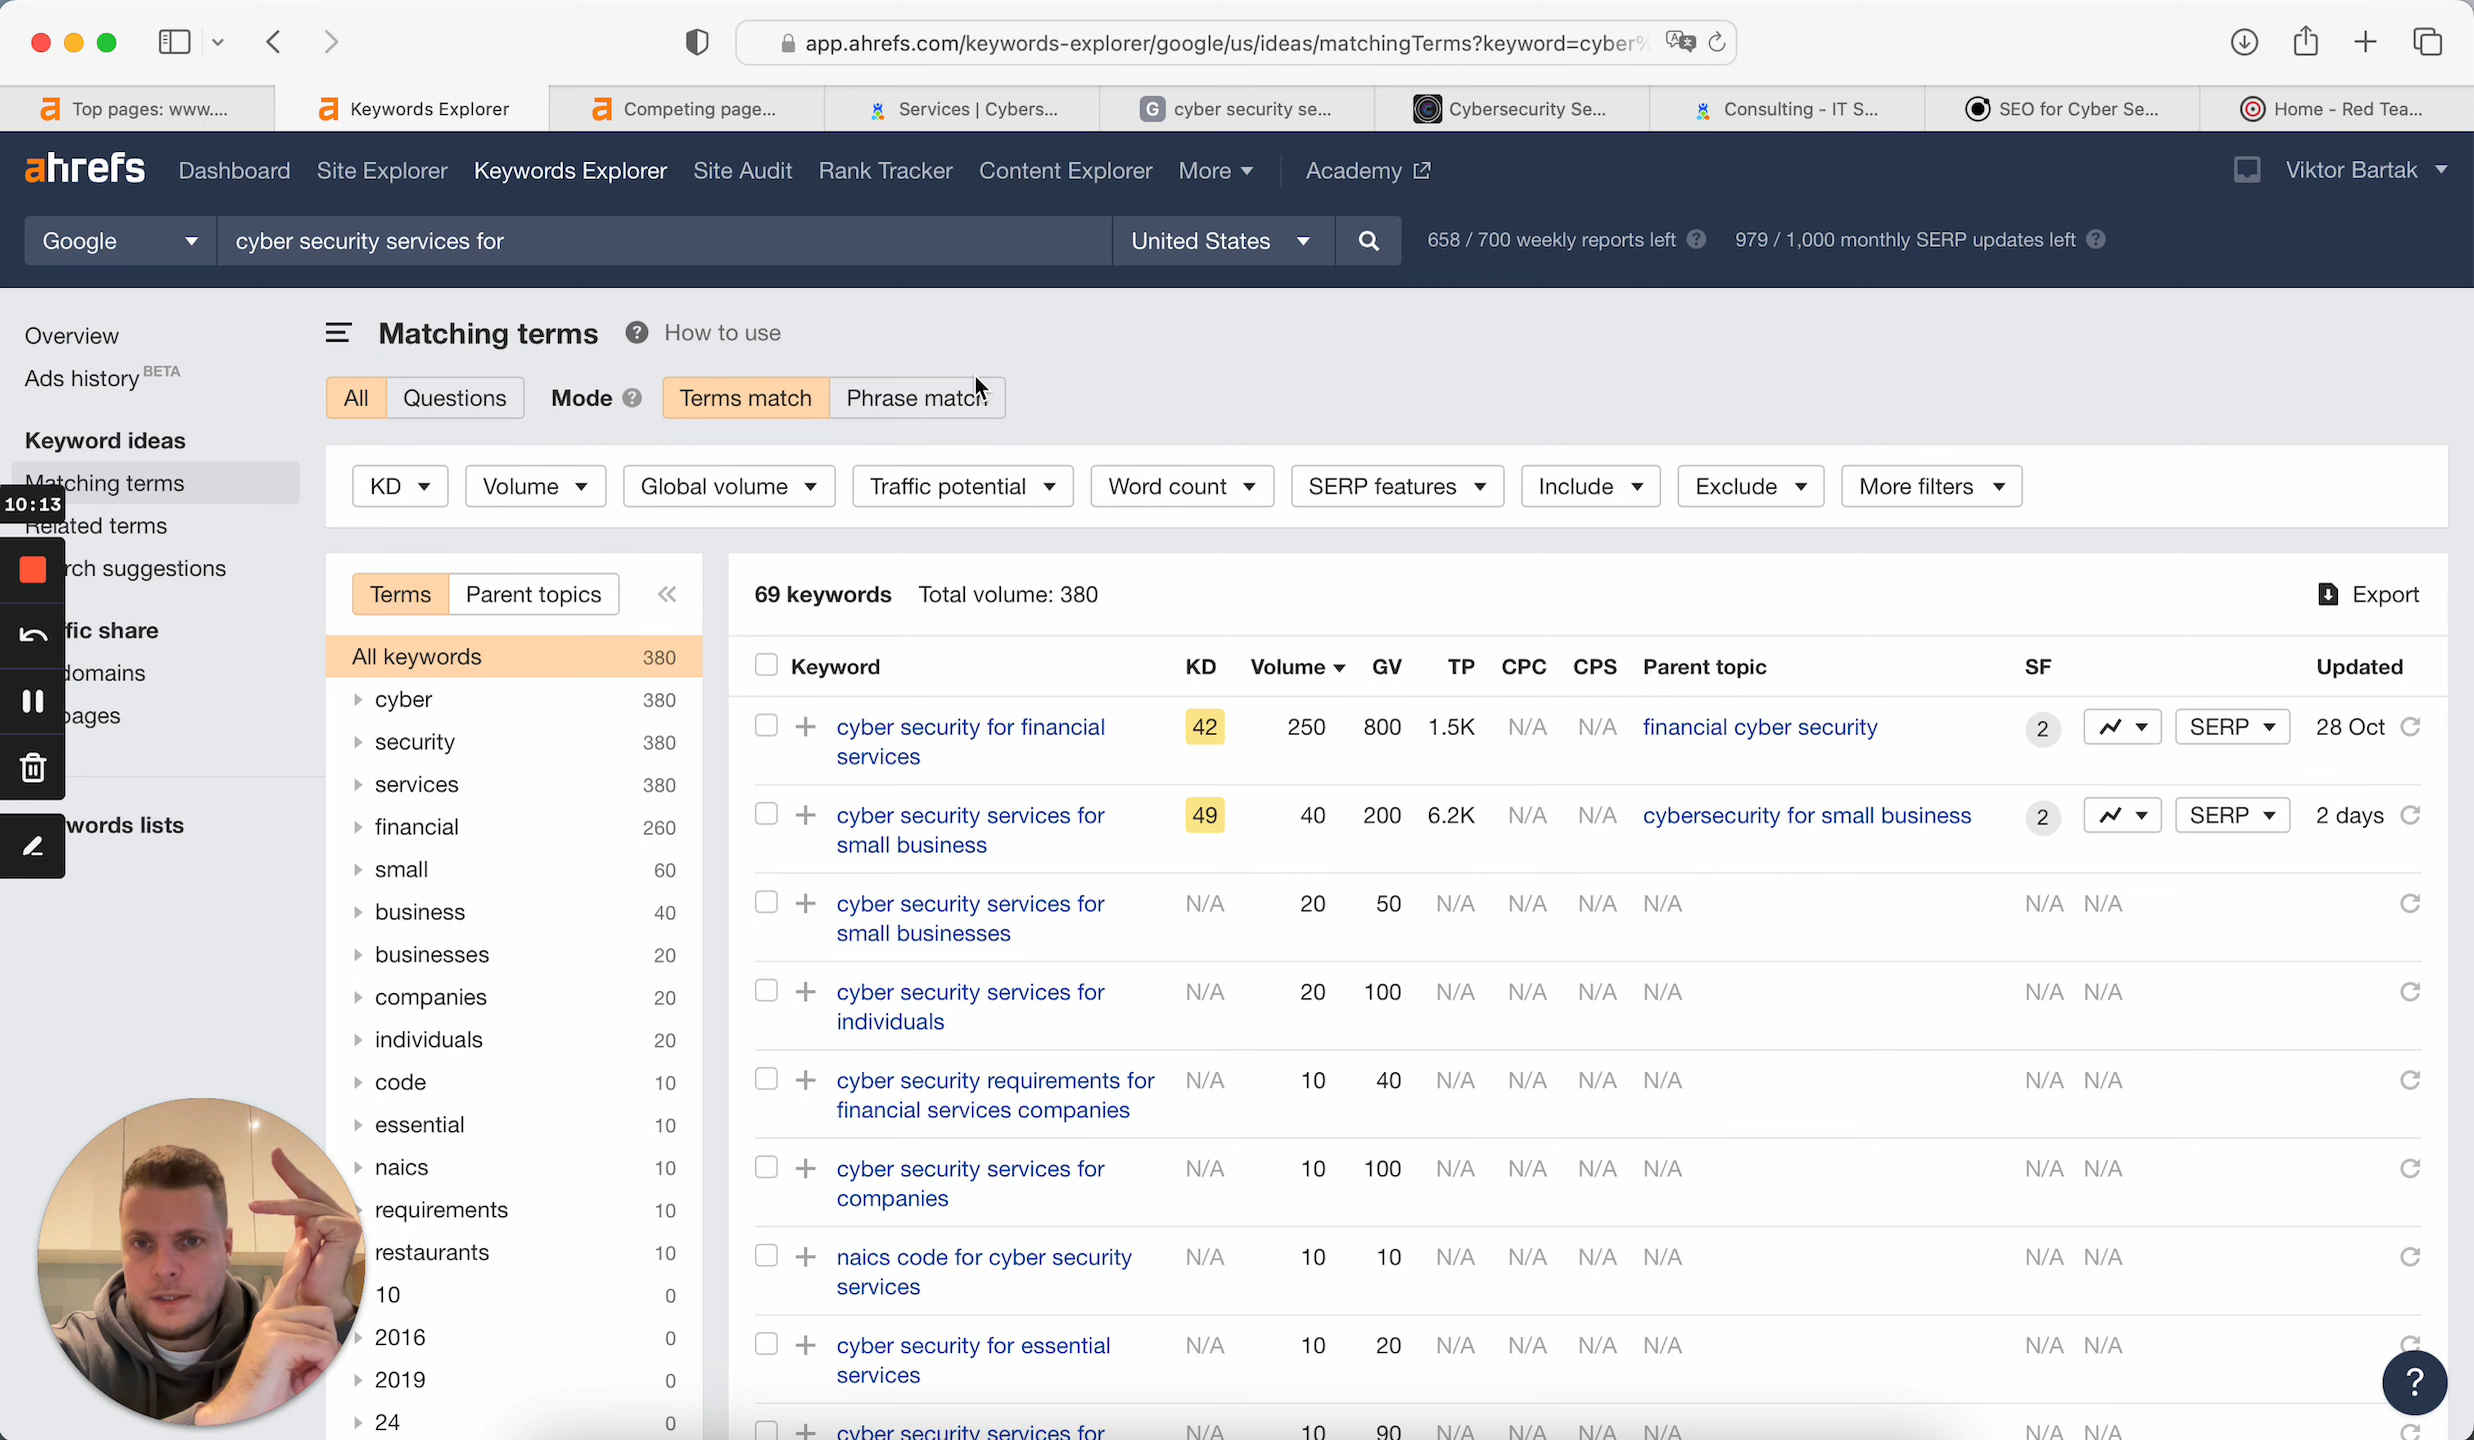 app.ahrefs.com/keywords-explorer/google/us/ideas/matchingTerms?keyword=cyber%
Top pages: www.... Keywords Explorer Competing page... Services | Cybers... G cyber security se... Cybersecurity Se... Consulting - IT S... SEO for Cyber Se... Home - Red Tea...
ahrefs Dashboard Site Explorer Keywords Explorer Site Audit Rank Tracker Content Explorer More Academy Viktor Bartak
Google cyber security services for United States 658 / 700 weekly reports left ? 979 / 1,000 monthly SERP updates left ?
Overview
Ads history BETA
Keyword ideas
Matching terms
Related terms
rch suggestions
fic share
domains
pages
words lists
10:13
Matching terms ? How to use
All Questions Mode ? Terms match Phrase match
KD Volume Global volume Traffic potential Word count SERP features Include Exclude More filters
Terms Parent topics
All keywords 380
cyber 380
security 380
services 380
financial 260
small 60
business 40
businesses 20
companies 20
individuals 20
code 10
essential 10
naics 10
requirements 10
restaurants 10
10 0
2016 0
2019 0
24 0
69 keywords Total volume: 380 Export
Keyword KD Volume GV TP CPC CPS Parent topic SF Updated
cyber security for financial 42 250 800 1.5K N/A N/A financial cyber security 2 SERP 28 Oct
services
cyber security services for 49 40 200 6.2K N/A N/A cybersecurity for small business 2 SERP 2 days
small business
cyber security services for N/A 20 50 N/A N/A N/A N/A N/A N/A
small businesses
cyber security services for N/A 20 100 N/A N/A N/A N/A N/A N/A
individuals
cyber security requirements for N/A 10 40 N/A N/A N/A N/A N/A N/A
financial services companies
cyber security services for N/A 10 100 N/A N/A N/A N/A N/A N/A
companies
naics code for cyber security N/A 10 10 N/A N/A N/A N/A N/A N/A
services
cyber security for essential N/A 10 20 N/A N/A N/A N/A N/A N/A
services
cyber security services for N/A 10 90 N/A N/A N/A N/A N/A N/A
?